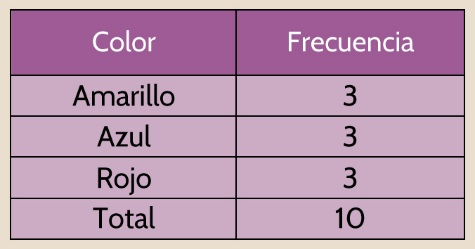 Color Frecuencia
Amarillo 3
Azul 3
Rojo 3
Total 10